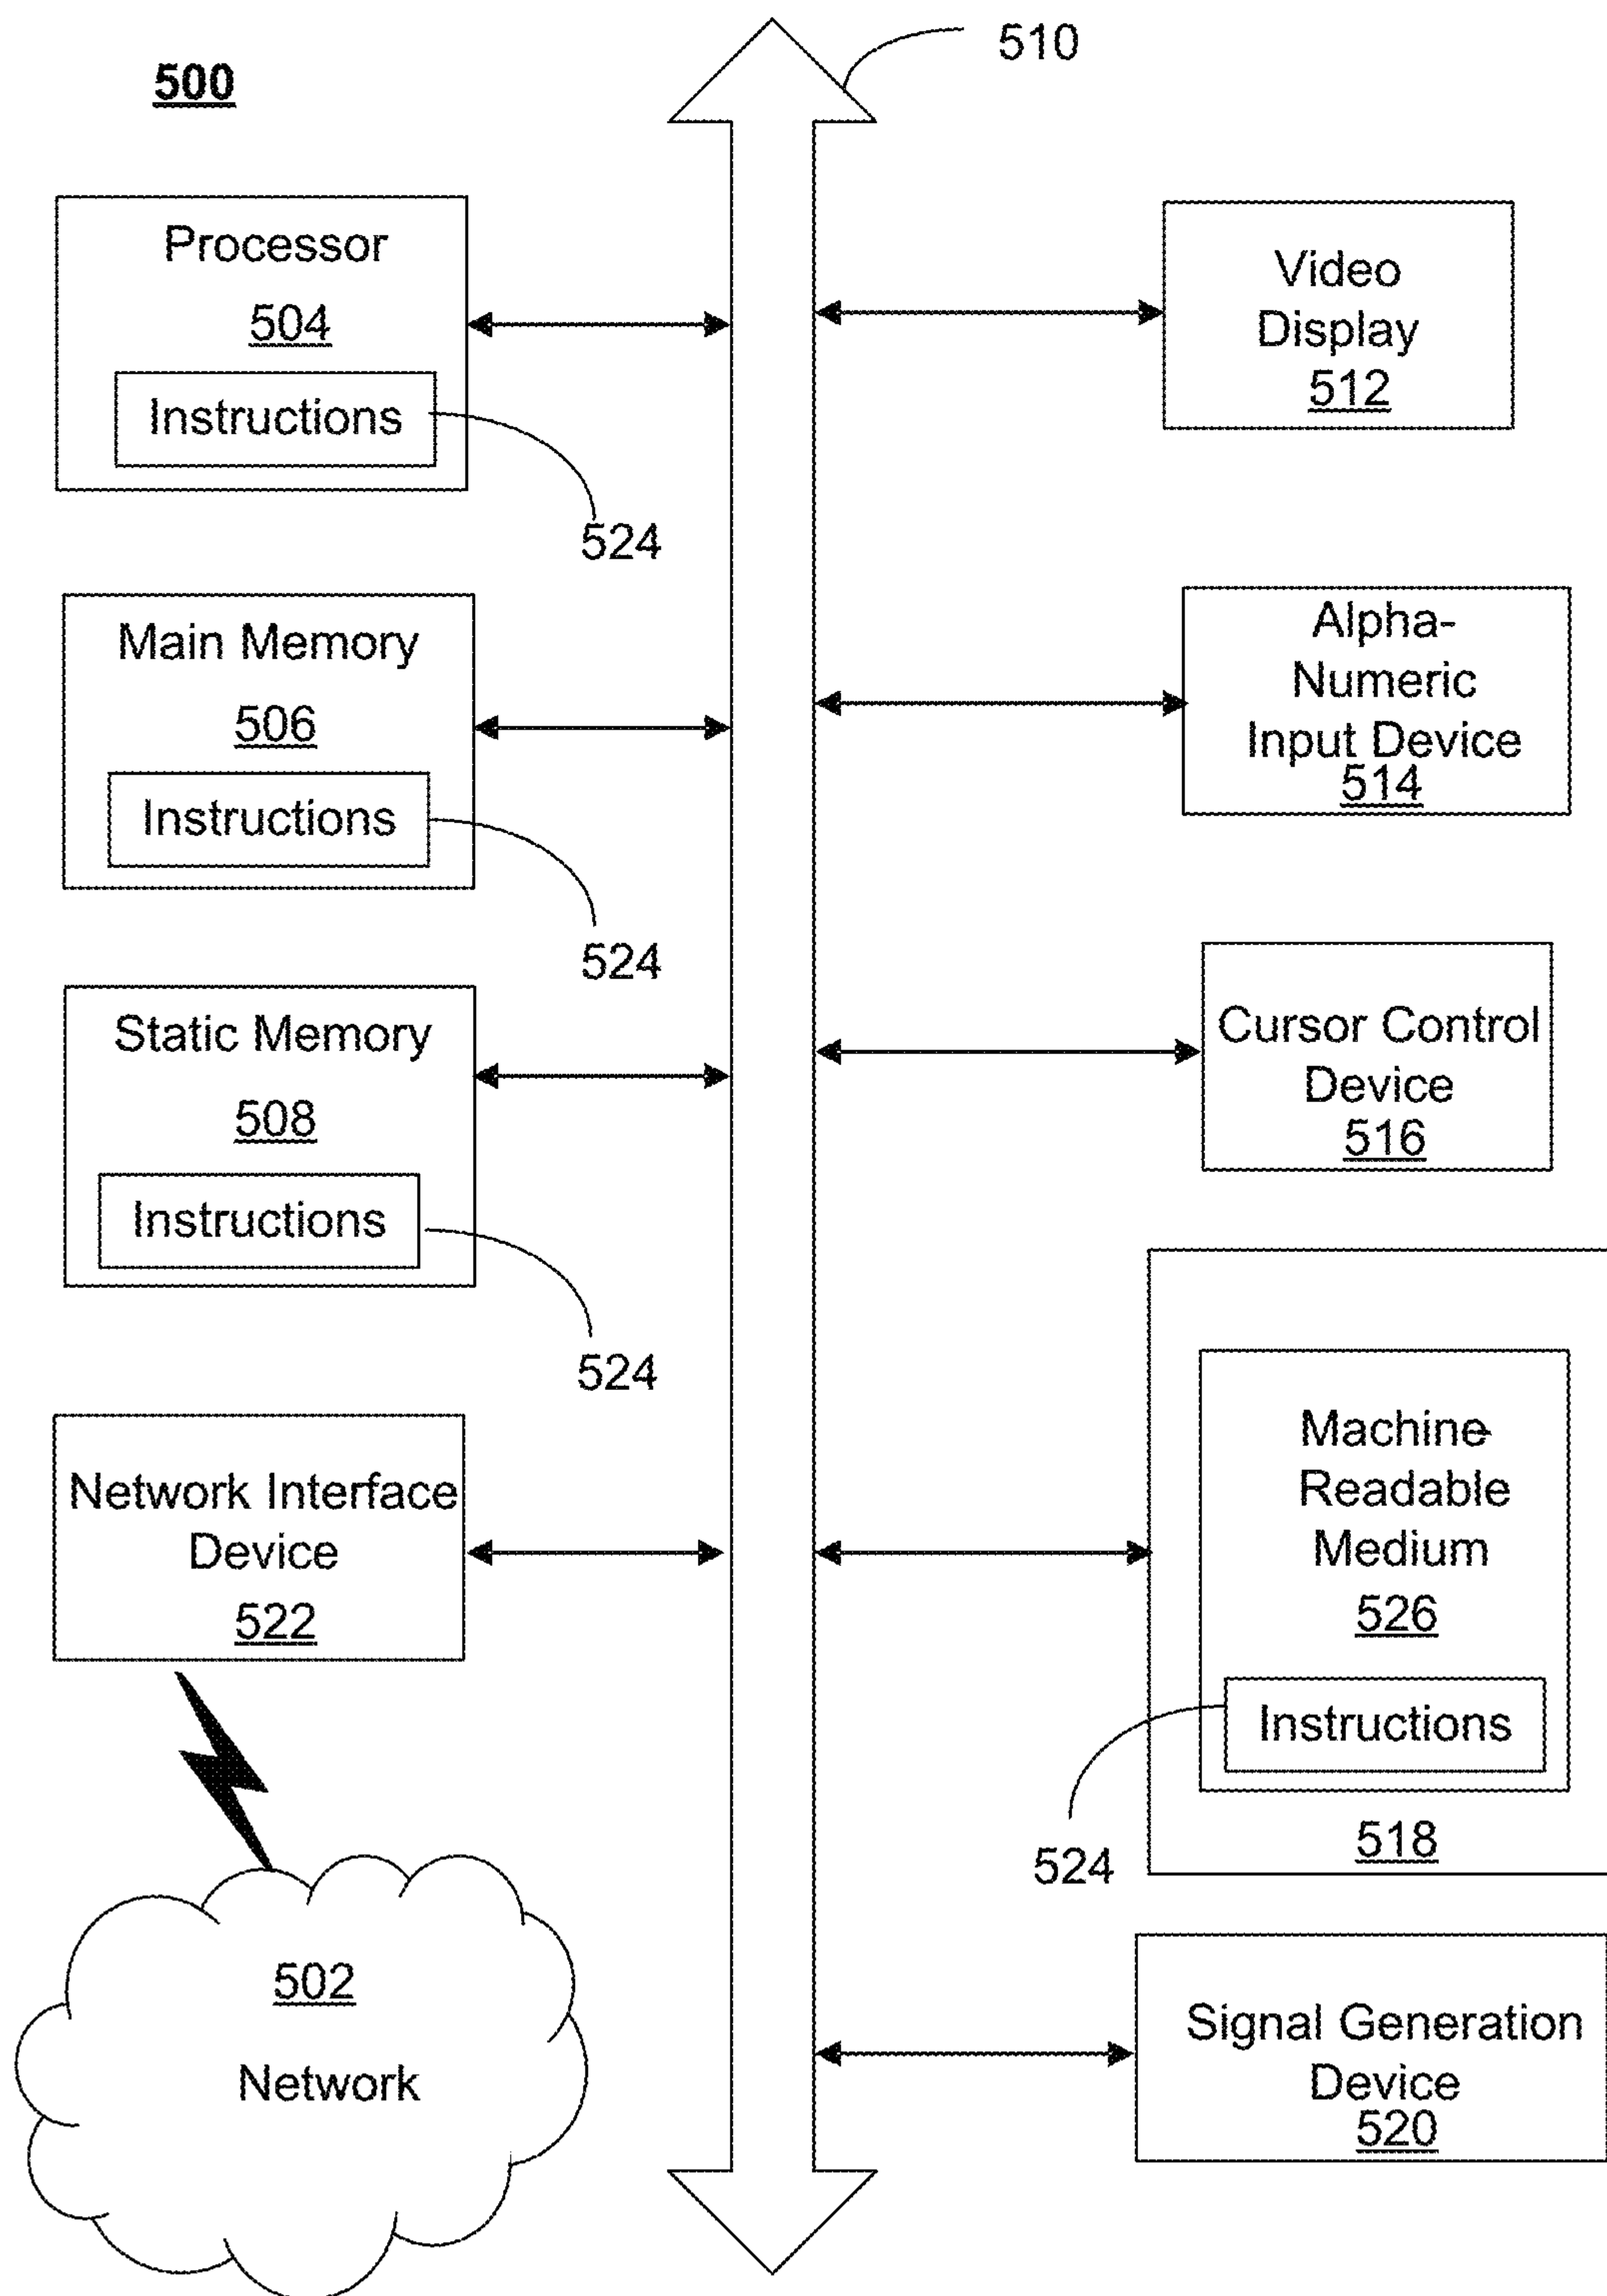 500
510
Processor
504
Instructions
524
Main Memory
506
Instructions
524
Static Memory
508
Instructions
524
Network Interface
Device
522
502
Network
Video
Display
512
Alpha-
Numeric
Input Device
514
Cursor Control
Device
516
Machine-
Readable
Medium
526
Instructions
524
518
Signal Generation
Device
520